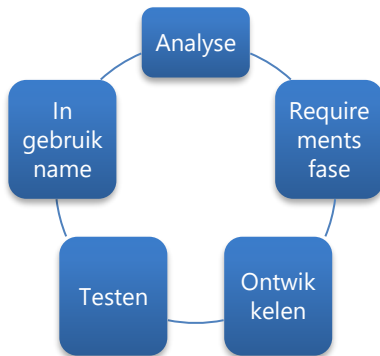 Analyse
Require
ments
fase
Ontwik
kelen
Testen
In
gebruik
name